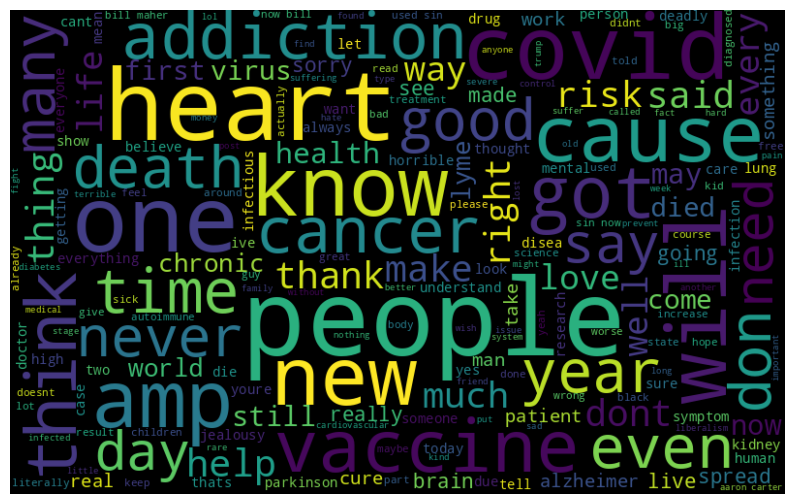 cant bill maher lol now bill found used sin person didnt deadly big
many everyone life mean addiction let drug work covid diagnosed every something
first virus sorry find suffering way read type anyone trump told severe control
heart actually money treatment see made risk said
show believe want always hate bad good thought horrible cause suffer called fact hard free pain
death health know infectious lyme please right mental used old care kid lung
thing getting feel terrible around one cancer got may died week need
fight ive sin now prevent say disea going infection
everything chronic guy great thank make look science course lll another
already time understand love well
diabetes sick family without better might lost take research come increase
medical give autoimmune people yeah worse state hope important
think never stage doctor body wish issue system
nothing man yes done sure long
doesnt high two world die new year don will
lot case amp youre much friend wrong black
infected result children still really someone patient dont symptom now
day jealousy cardiovascular put sad liberalism
rare maybe kind today vaccine even kidney human
literally real thats help cure brain due tell alzheimer live spread
little keep parkinson part aaron carter